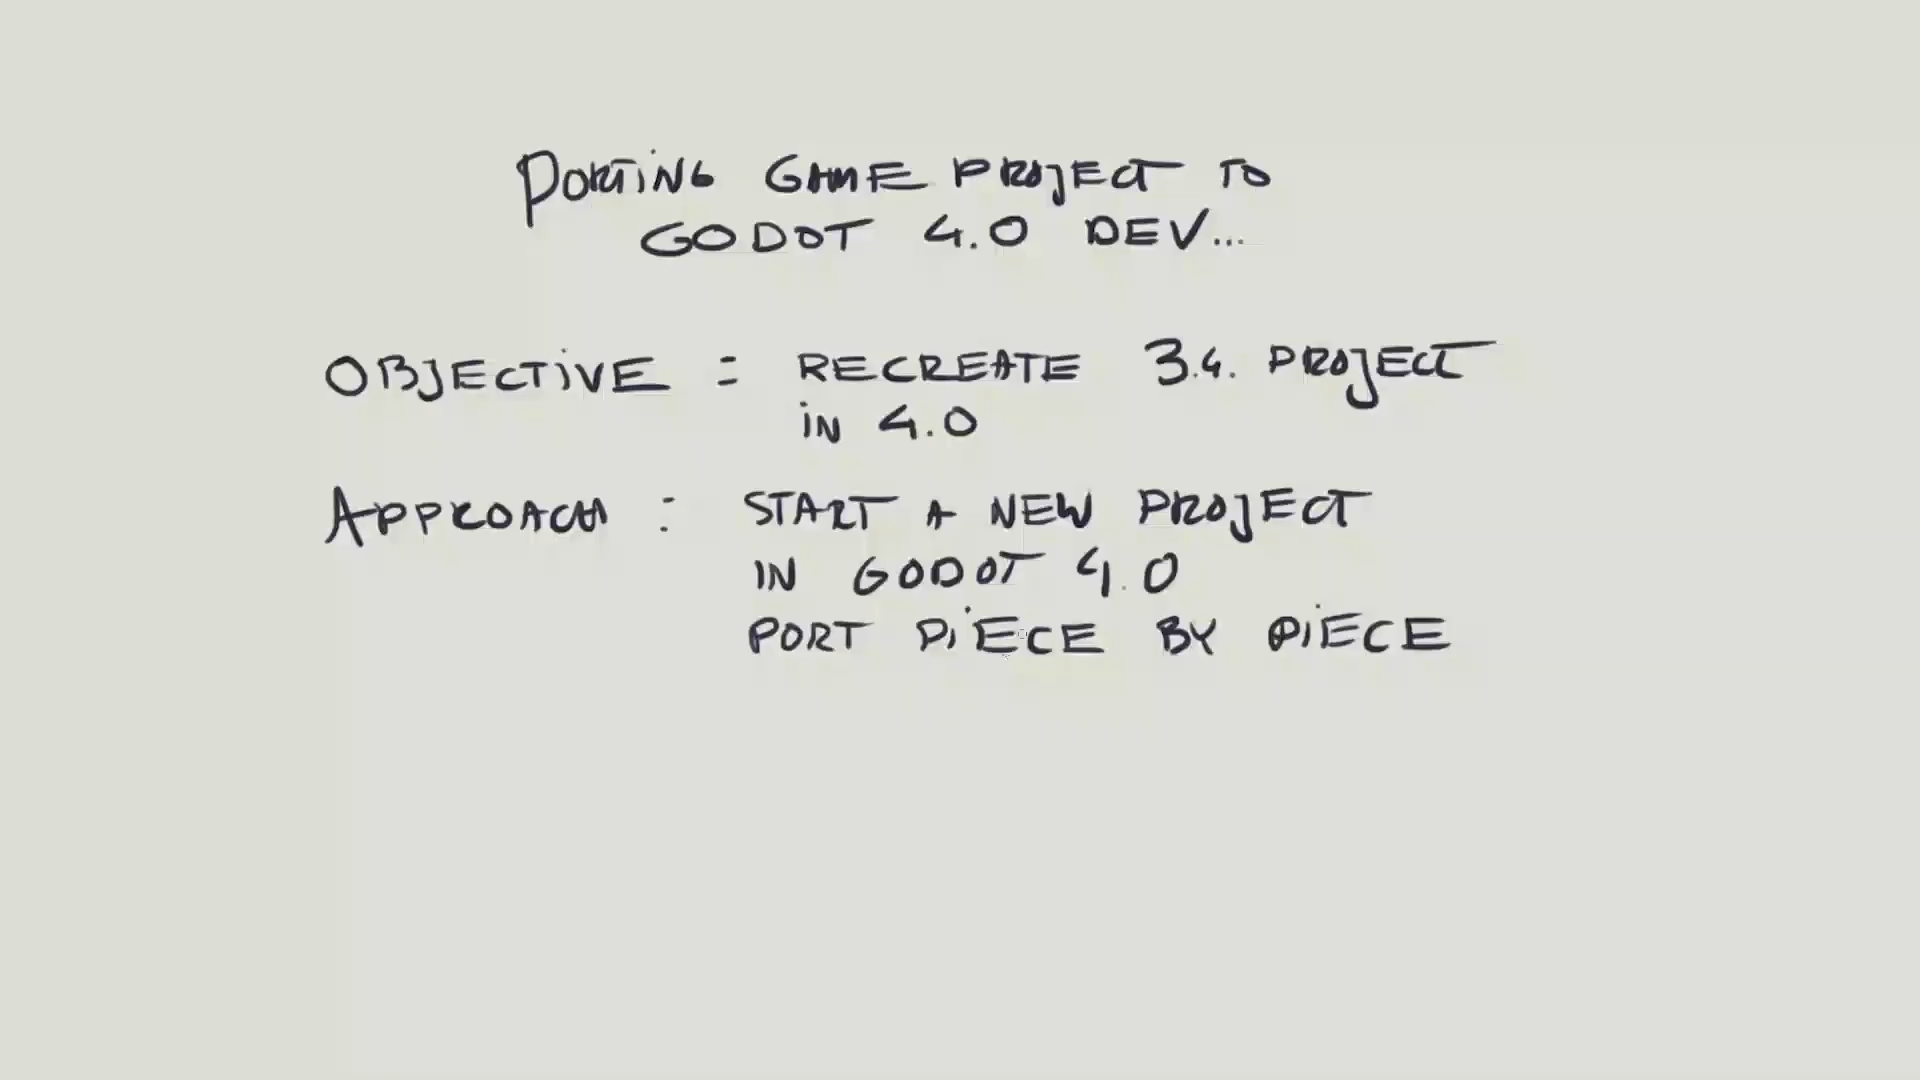 PORTING GAME PROJECT TO
GODOT 4.0 DEV...
OBJECTIVE = RECREATE 3.4. PROJECT
IN 4.0
APPROACH : START A NEW PROJECT
IN GODOT 4.0
PORT PIECE BY PIECE